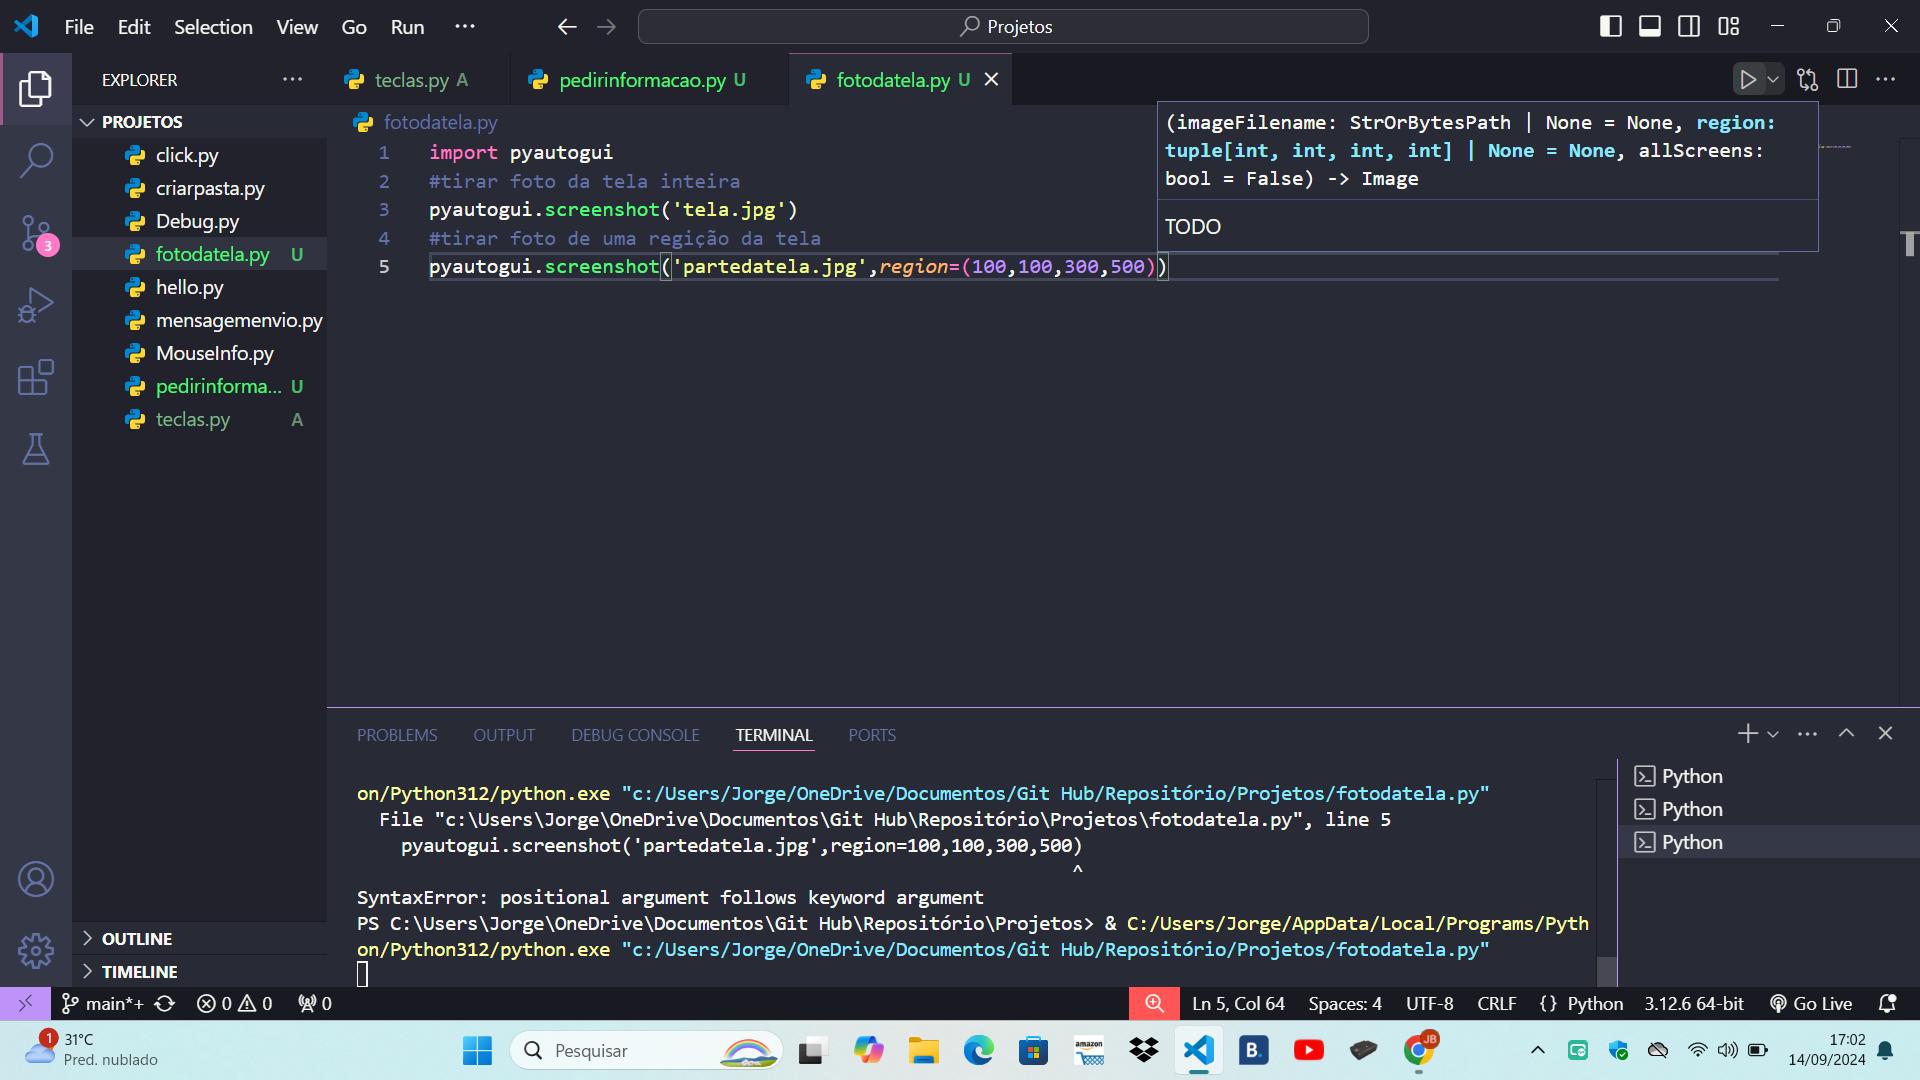 File Edit Selection View Go Run ...
Projetos
EXPLORER ...
teclas.py A
pedirinformacao.py U
fotodatela.py U
PROJETOS
click.py
criarpasta.py
Debug.py
fotodatela.py U
hello.py
mensagemenvio.py
MouseInfo.py
pedirinforma... U
teclas.py A
3
OUTLINE
TIMELINE
fotodatela.py
1 import pyautogui
2 #tirar foto da tela inteira
3 pyautogui.screenshot('tela.jpg')
4 #tirar foto de uma regição da tela
5 pyautogui.screenshot('partedatela.jpg',region=(100,100,300,500))
(imageFilename: StrOrBytesPath | None = None, region:
tuple[int, int, int, int] | None = None, allScreens:
bool = False) -> Image
TODO
PROBLEMS OUTPUT DEBUG CONSOLE TERMINAL PORTS
on/Python312/python.exe "c:/Users/Jorge/OneDrive/Documentos/Git Hub/Repositório/Projetos/fotodatela.py"
File "c:\Users\Jorge\OneDrive\Documentos\Git Hub\Repositório\Projetos\fotodatela.py", line 5
pyautogui.screenshot('partedatela.jpg',region=100,100,300,500)
^
SyntaxError: positional argument follows keyword argument
PS C:\Users\Jorge\OneDrive\Documentos\Git Hub\Repositório\Projetos> & C:/Users/Jorge/AppData/Local/Programs/Pyth
on/Python312/python.exe "c:/Users/Jorge/OneDrive/Documentos/Git Hub/Repositório/Projetos/fotodatela.py"
Python
Python
Python
main*+ 0 0 0 Ln 5, Col 64 Spaces: 4 UTF-8 CRLF {} Python 3.12.6 64-bit Go Live
1 31°C
Pred. nublado
Pesquisar
amazon
B.
JB
17:02
14/09/2024